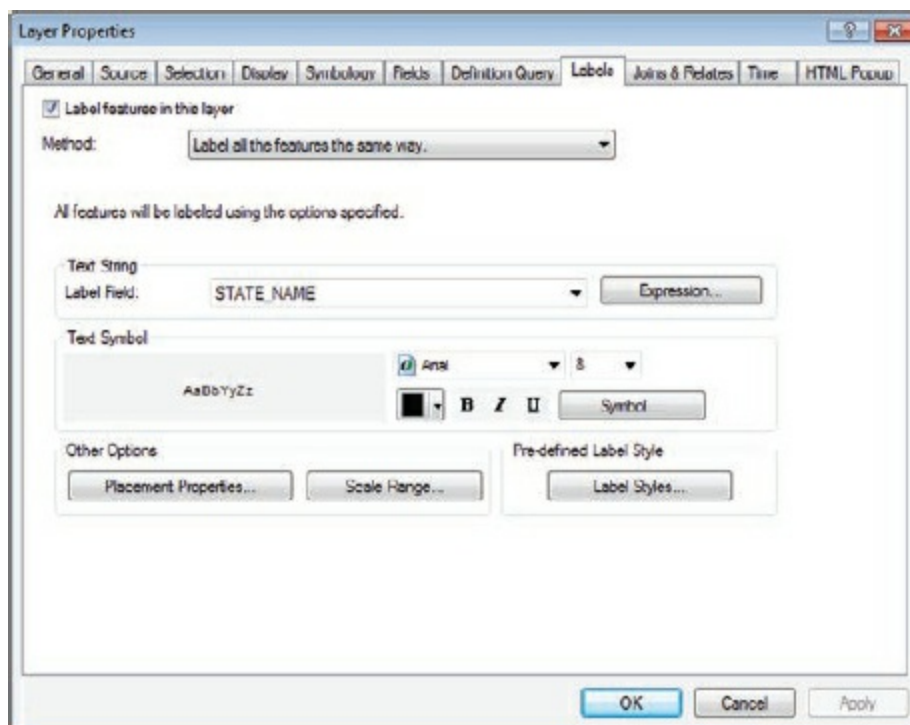 Layer Properties
General Source Selection Display Symbology Fields Definition Query Labels Joins & Relates Time HTML Popup
Label features in this layer
Method: Label all the features the same way.
All features will be labeled using the options specified.
Text String
Label Field: STATE_NAME Expression...
Text Symbol
AaBbYyZz
Arial 8
B I U Symbol...
Other Options
Pre-defined Label Style
Placement Properties... Scale Range... Label Styles...
OK Cancel Apply